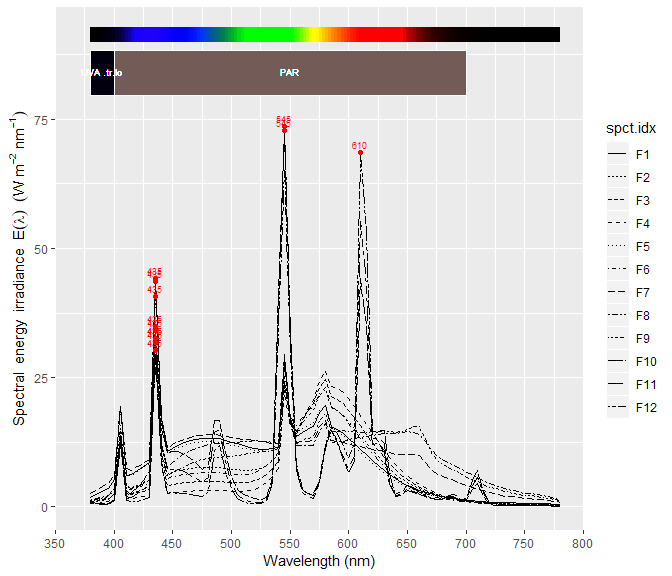 PAR
545
610
435
435
435
Spectral energy irradiance E(λ) (W m⁻² nm⁻¹)
75
50
25
0
350 400 450 500 550 600 650 700 750 800
Wavelength (nm)
spct.idx
F1
F2
F3
F4
F5
F6
F7
F8
F9
F10
F11
F12